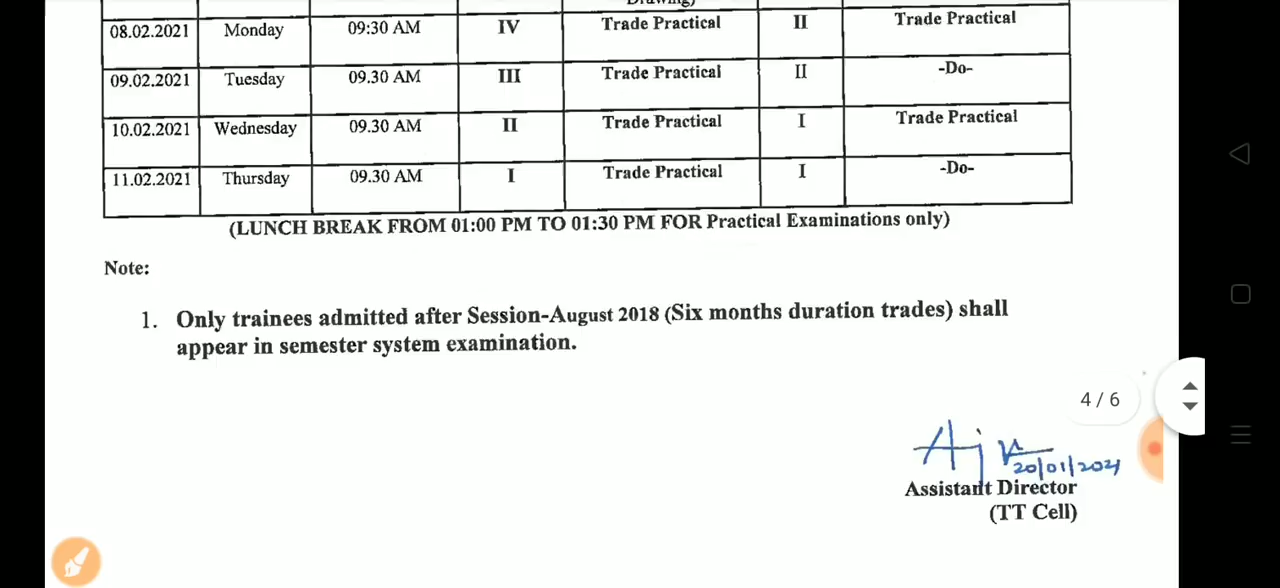 Drawing)
08.02.2021 Monday 09:30 AM IV Trade Practical II Trade Practical
09.02.2021 Tuesday 09.30 AM III Trade Practical II -Do-
10.02.2021 Wednesday 09.30 AM II Trade Practical I Trade Practical
11.02.2021 Thursday 09.30 AM I Trade Practical I -Do-
(LUNCH BREAK FROM 01:00 PM TO 01:30 PM FOR Practical Examinations only)
Note:
1. Only trainees admitted after Session-August 2018 (Six months duration trades) shall
appear in semester system examination.
4 / 6
20/01/2021
Assistant Director
(TT Cell)